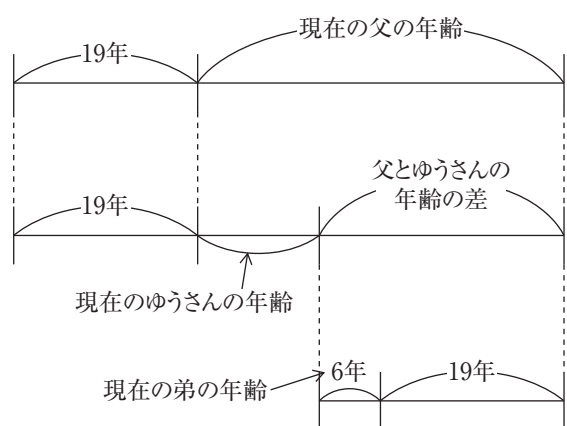 現在の父の年齢
19年
父とゆうさんの
年齢の差
19年
現在のゆうさんの年齢
6年
19年
現在の弟の年齢